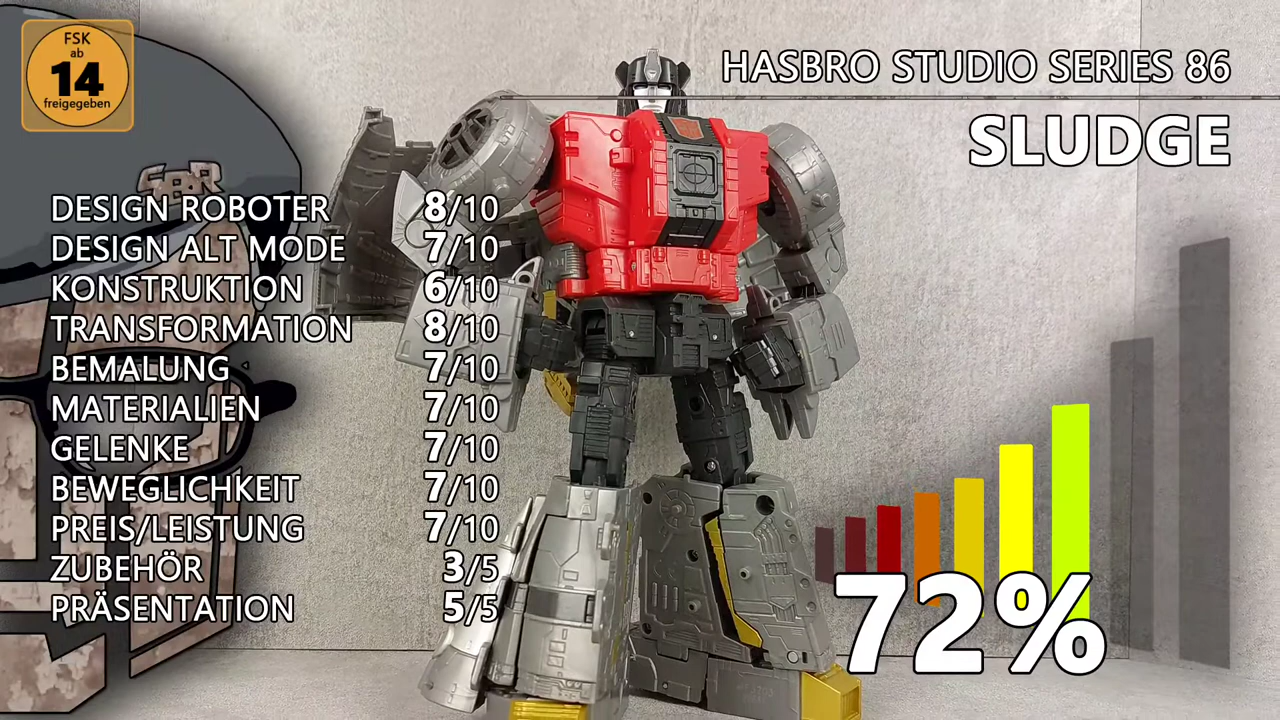 FSK
ab
14
freigegeben
HASBRO STUDIO SERIES 86
SLUDGE
SGR
DESIGN ROBOTER 8/10
DESIGN ALT MODE 7/10
KONSTRUKTION 6/10
TRANSFORMATION 8/10
BEMALUNG 7/10
MATERIALIEN 7/10
GELENKE 7/10
BEWEGLICHKEIT 7/10
PREIS/LEISTUNG 7/10
ZUBEHÖR 3/5
PRÄSENTATION 5/5
72%